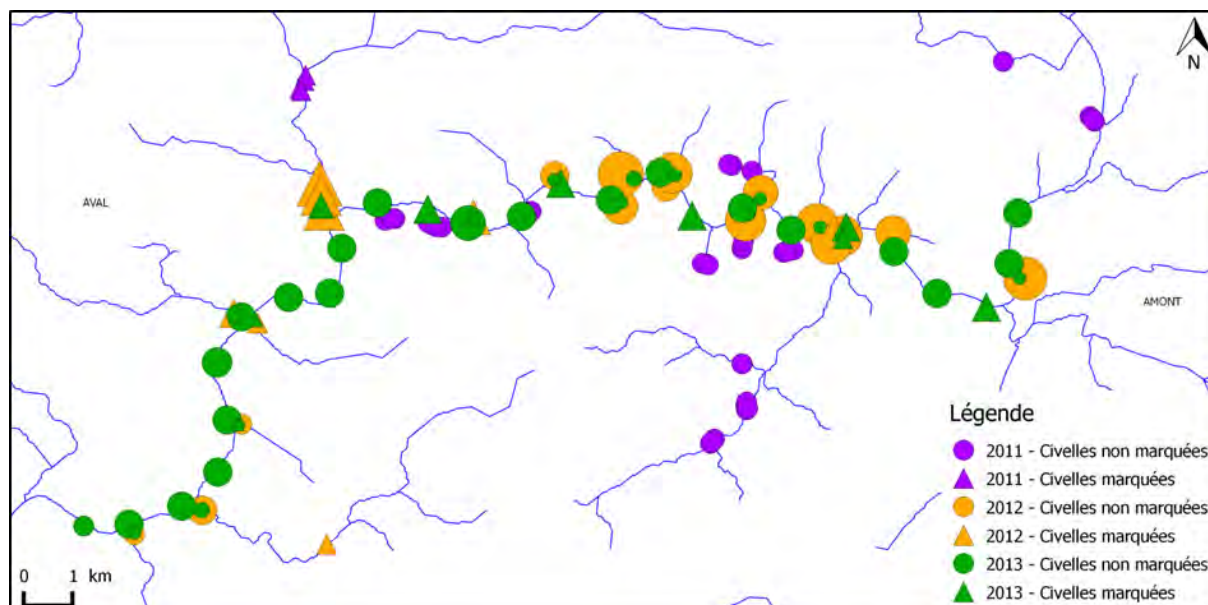 N
AVAL
AMONT
Légende
2011 - Civelles non marquées
2011 - Civelles marquées
2012 - Civelles non marquées
2012 - Civelles marquées
2013 - Civelles non marquées
2013 - Civelles marquées
0 1 km